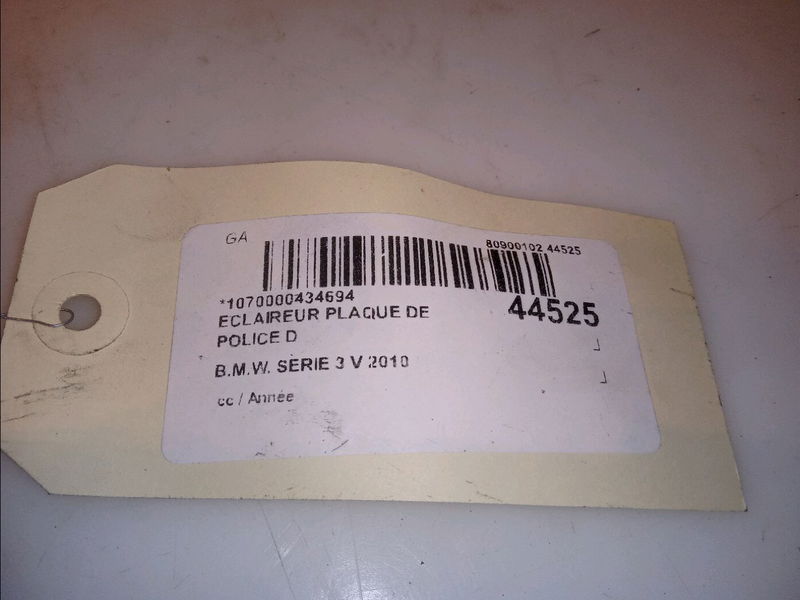 GA
80900102 44525
*1070000434694
44525
ECLAIREUR PLAQUE DE
POLICE D
B.M.W. SERIE 3 V 2010
cc / Année